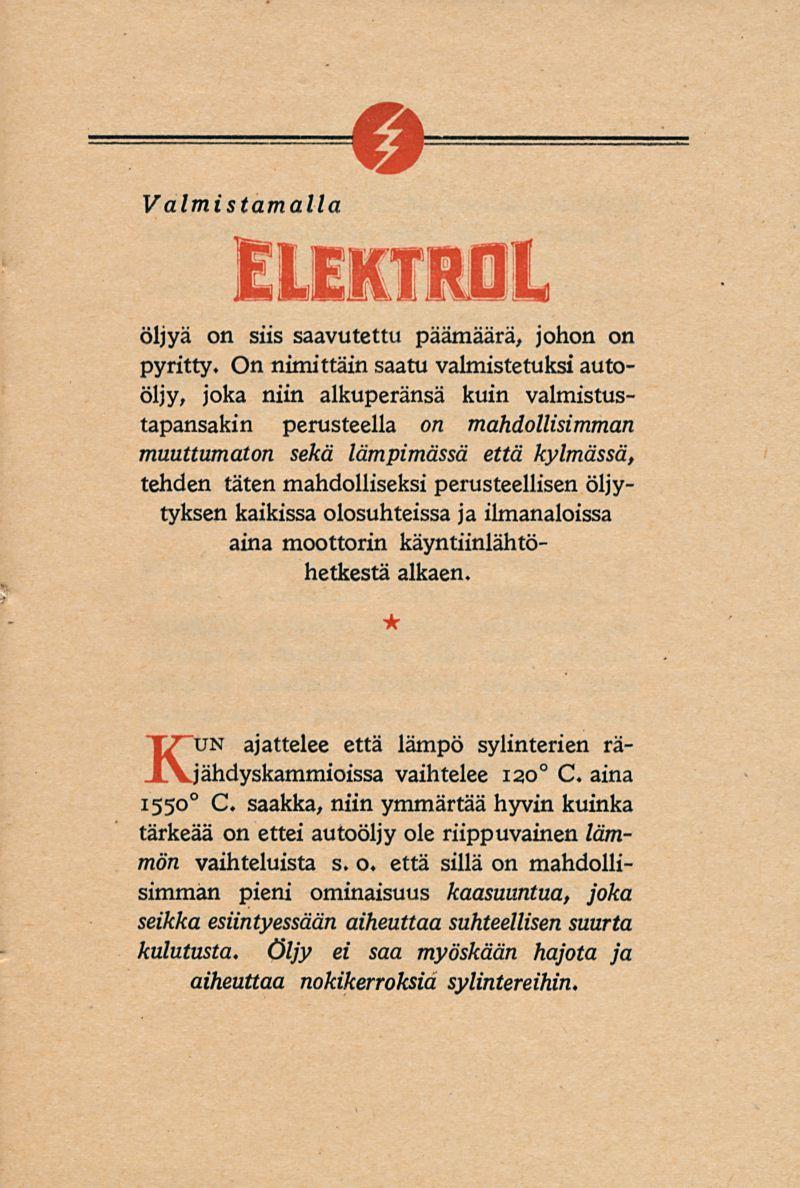 Valmistamalla
ELEKTROL
öljyä on siis saavutettu päämäärä, johon on
pyritty. On nimittäin saatu valmistetuksi auto-
öljy, joka niin alkuperänsä kuin valmistus-
tapansakin perusteella on mahdollisimman
muuttumaton sekä lämpimässä että kylmässä,
tehden täten mahdolliseksi perusteellisen öljy-
tyksen kaikissa olosuhteissa ja ilmanaloissa
aina moottorin käyntiinlähtö-
hetkestä alkaen.
KUN ajattelee että lämpö sylinterien rä-
jähdyskammioissa vaihtelee 120° C. aina
1550° C. saakka, niin ymmärtää hyvin kuinka
tärkeää on ettei autoöljy ole riippuvainen läm-
mön vaihteluista s. o. että sillä on mahdolli-
simman pieni ominaisuus kaasuuntua, joka
seikka esiintyessään aiheuttaa suhteellisen suurta
kulutusta. Öljy ei saa myöskään hajota ja
aiheuttaa nokikerroksia sylintereihin.